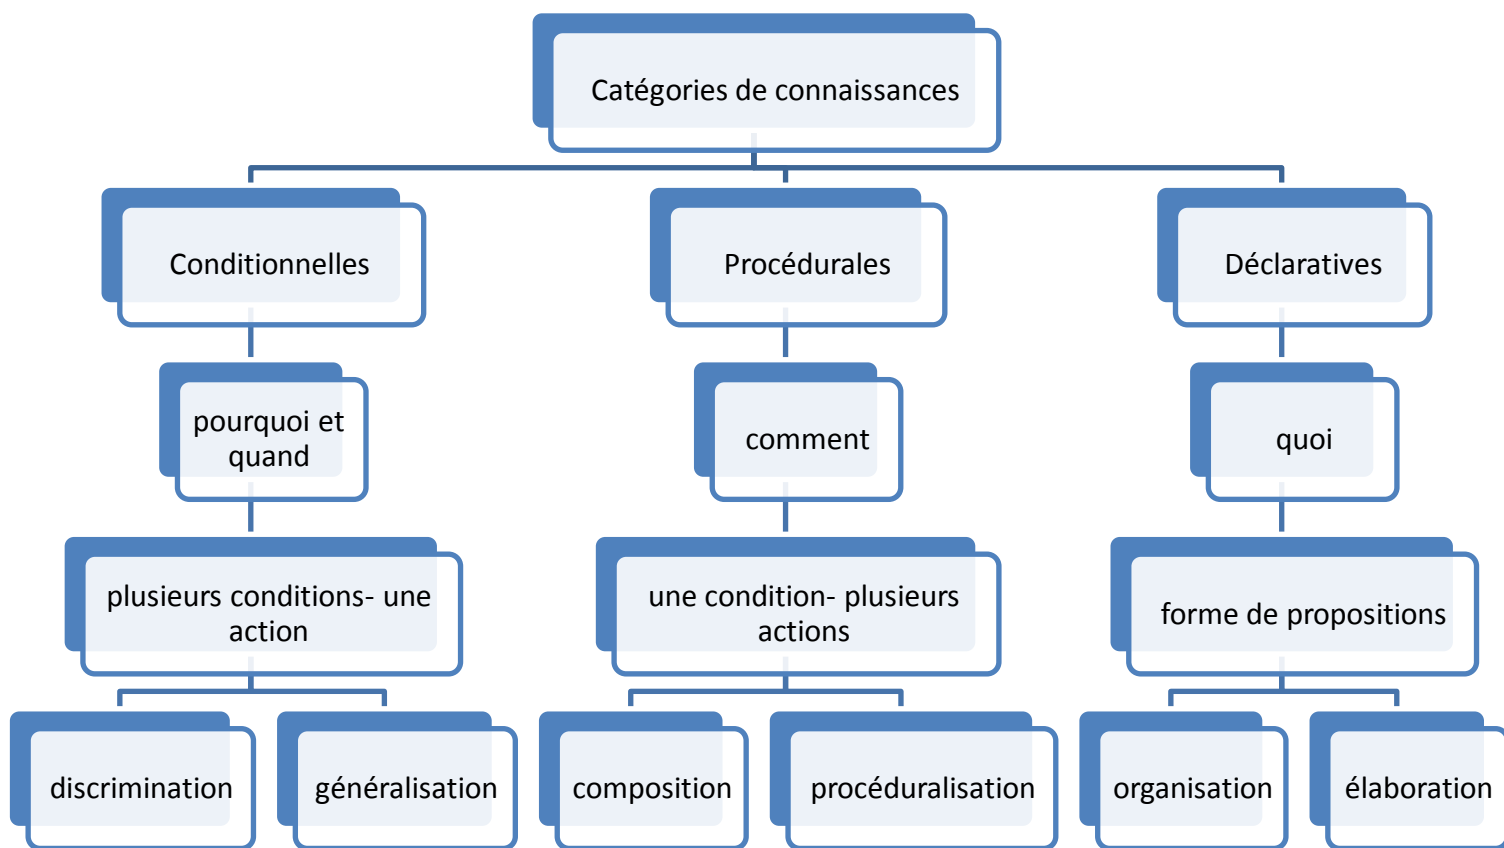 Catégories de connaissances
Conditionnelles
Procédurales
Déclaratives
pourquoi et
quand
comment
quoi
plusieurs conditions- une
action
une condition- plusieurs
actions
forme de propositions
discrimination
généralisation
composition
procéduralisation
organisation
élaboration